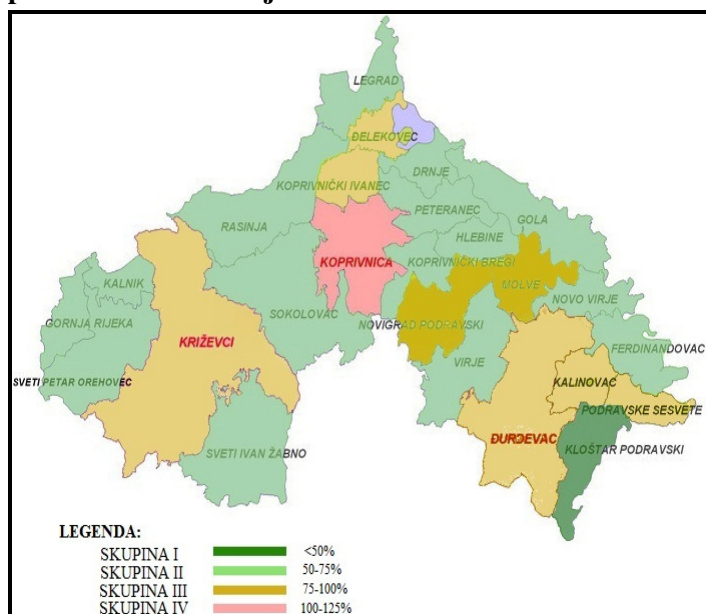 LEGRAD
ĐELEKOVEC
DRNJE
KOPRIVNIČKI IVANEC
PETERANEC
GOLA
RASINJA
HLEBINE
KOPRIVNICA
KOPRIVNIČKI BREGI
KALNIK
MOLVE
NOVO VIRJE
SOKOLOVAC
GORNJA RIJEKA
NOVIGRAD PODRAVSKI
KRIŽEVCI
FERDINANDOVAC
VIRJE
SVETI PETAR OREHOVEC
KALINOVAC
PODRAVSKE SESVETE
ĐURĐEVAC
KLOŠTAR PODRAVSKI
SVETI IVAN ŽABNO
LEGENDA:
SKUPINA I <50%
SKUPINA II 50-75%
SKUPINA III 75-100%
SKUPINA IV 100-125%